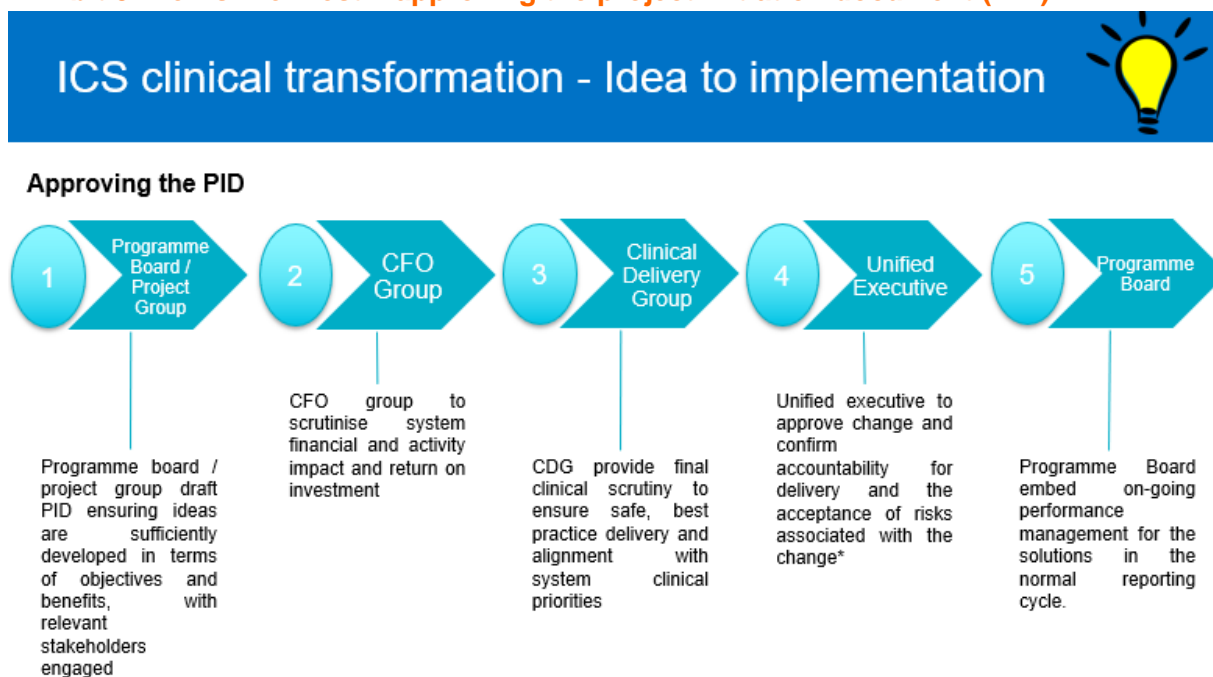 ICS clinical transformation - Idea to implementation
Approving the PID
1
Programme
Board /
Project
Group
2
CFO
Group
3
Clinical
Delivery
Group
4
Unified
Executive
5
Programme
Board
Programme board /
project group draft
PID ensuring ideas
are sufficiently
developed in terms
of objectives and
benefits, with
relevant
stakeholders
engaged
CFO group to
scrutinise system
financial and activity
impact and return on
investment
CDG provide final
clinical scrutiny to
ensure safe, best
practice delivery and
alignment with
system clinical
priorities
Unified executive to
approve change and
confirm
accountability for
delivery and the
acceptance of risks
associated with the
change*
Programme Board
embed on-going
performance
management for the
solutions in the
normal reporting
cycle.